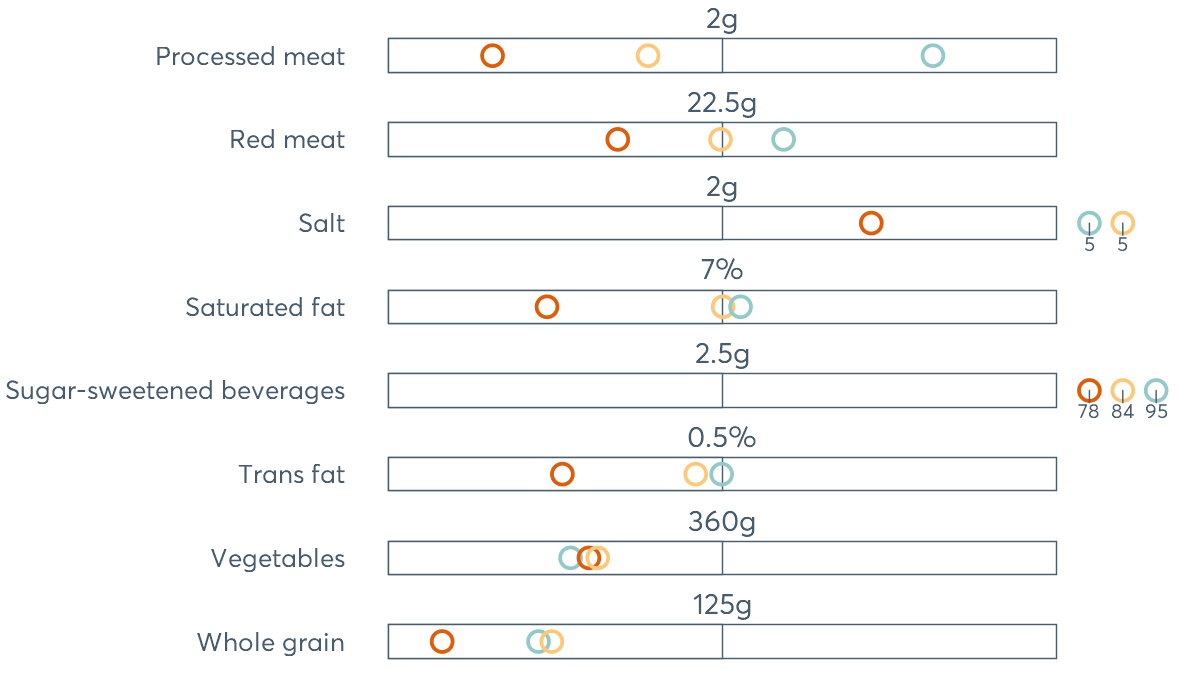 2g
Processed meat
22.5g
Red meat
2g
Salt
5 5
7%
Saturated fat
2.5g
Sugar-sweetened beverages
78 84 95
0.5%
Trans fat
360g
Vegetables
125g
Whole grain